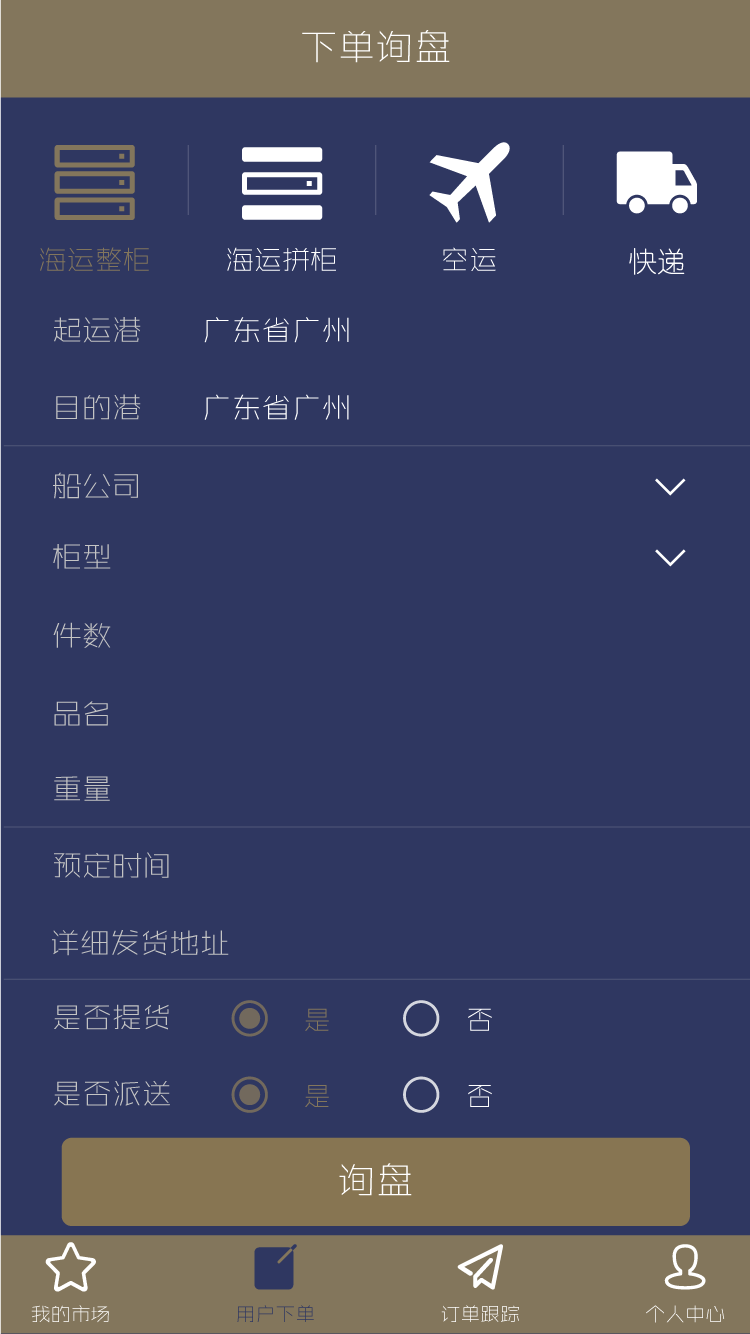 下单询盘
海运整柜 海运拼柜 空运 快递
起运港 广东省广州
目的港 广东省广州
船公司
柜型
件数
品名
重量
预定时间
详细发货地址
是否提货 是 否
是否派送 是 否
询盘
我的市场 用户下单 订单跟踪 个人中心